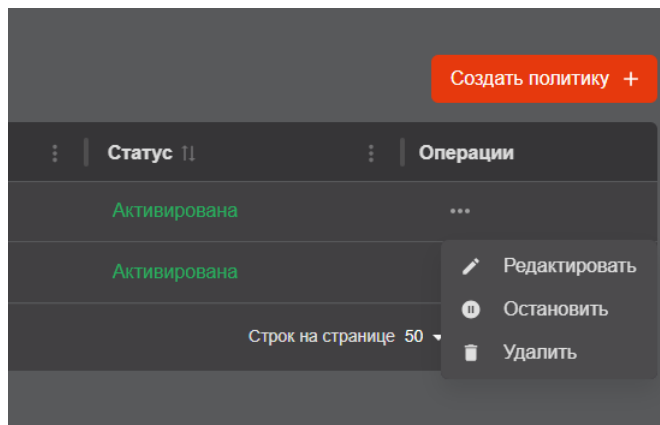 Создать политику +
Статус Операции
Активирована
Активирована
Редактировать
Остановить
Строк на странице 50
Удалить